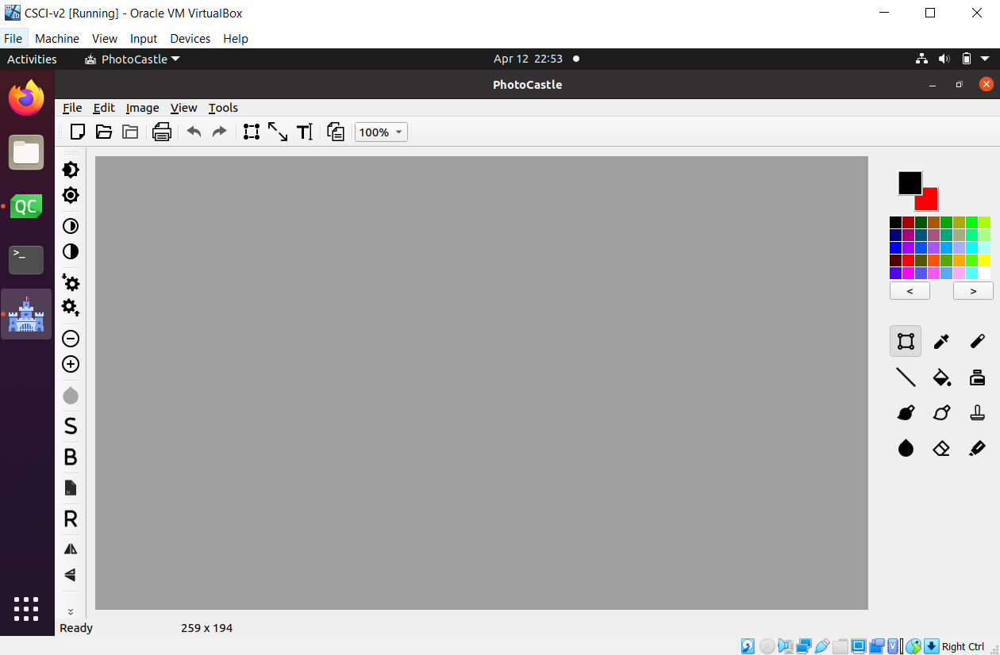 CSCI-v2 [Running] - Oracle VM VirtualBox
File Machine View Input Devices Help
Activities PhotoCastle Apr 12 22:53
PhotoCastle
File Edit Image View Tools
T 100%
QC
>_
< >
S
B
R
Ready 259 x 194
V Right Ctrl